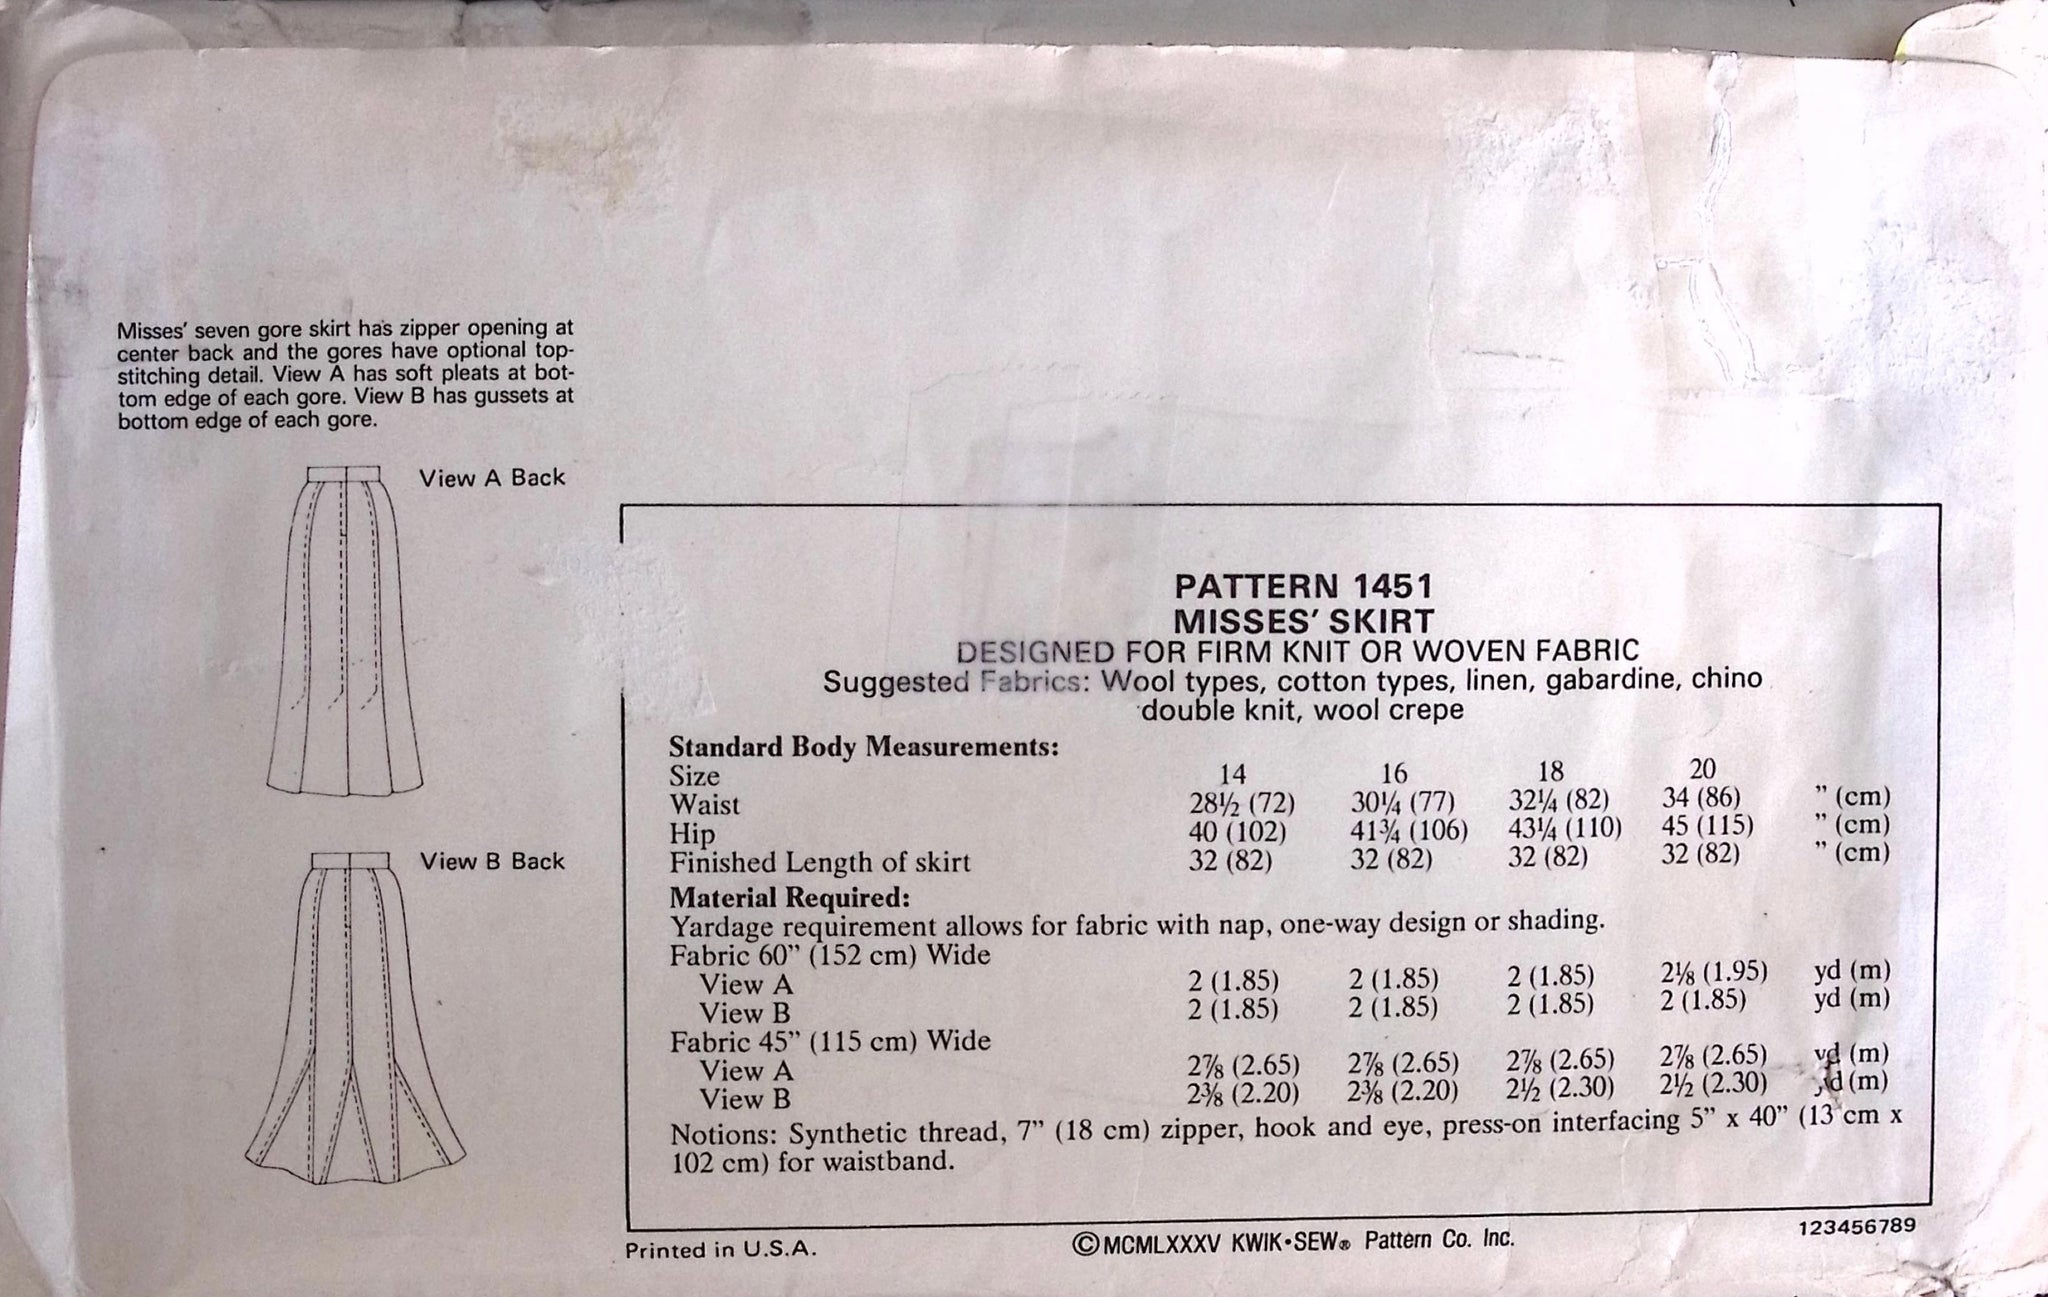 Misses' seven gore skirt has zipper opening at
center back and the gores have optional top-
stitching detail. View A has soft pleats at bot-
tom edge of each gore. View B has gussets at
bottom edge of each gore.
View A Back
View B Back
PATTERN 1451
MISSES' SKIRT
DESIGNED FOR FIRM KNIT OR WOVEN FABRIC
Suggested Fabrics: Wool types, cotton types, linen, gabardine, chino
double knit, wool crepe
Standard Body Measurements:
Size 14 16 18 20
Waist 28½ (72) 30¼ (77) 32¼ (82) 34 (86) ” (cm)
Hip 40 (102) 41¾ (106) 43¼ (110) 45 (115) ” (cm)
Finished Length of skirt 32 (82) 32 (82) 32 (82) 32 (82) ” (cm)
Material Required:
Yardage requirement allows for fabric with nap, one-way design or shading.
Fabric 60” (152 cm) Wide
View A 2 (1.85) 2 (1.85) 2 (1.85) 2⅛ (1.95) yd (m)
View B 2 (1.85) 2 (1.85) 2 (1.85) 2 (1.85) yd (m)
Fabric 45” (115 cm) Wide
View A 2⅞ (2.65) 2⅞ (2.65) 2⅞ (2.65) 2⅞ (2.65) yd (m)
View B 2⅜ (2.20) 2⅜ (2.20) 2½ (2.30) 2½ (2.30) yd (m)
Notions: Synthetic thread, 7” (18 cm) zipper, hook and eye, press-on interfacing 5” x 40” (13 cm x
102 cm) for waistband.
Printed in U.S.A.
©MCMLXXXV KWIK•SEW® Pattern Co. Inc.
123456789